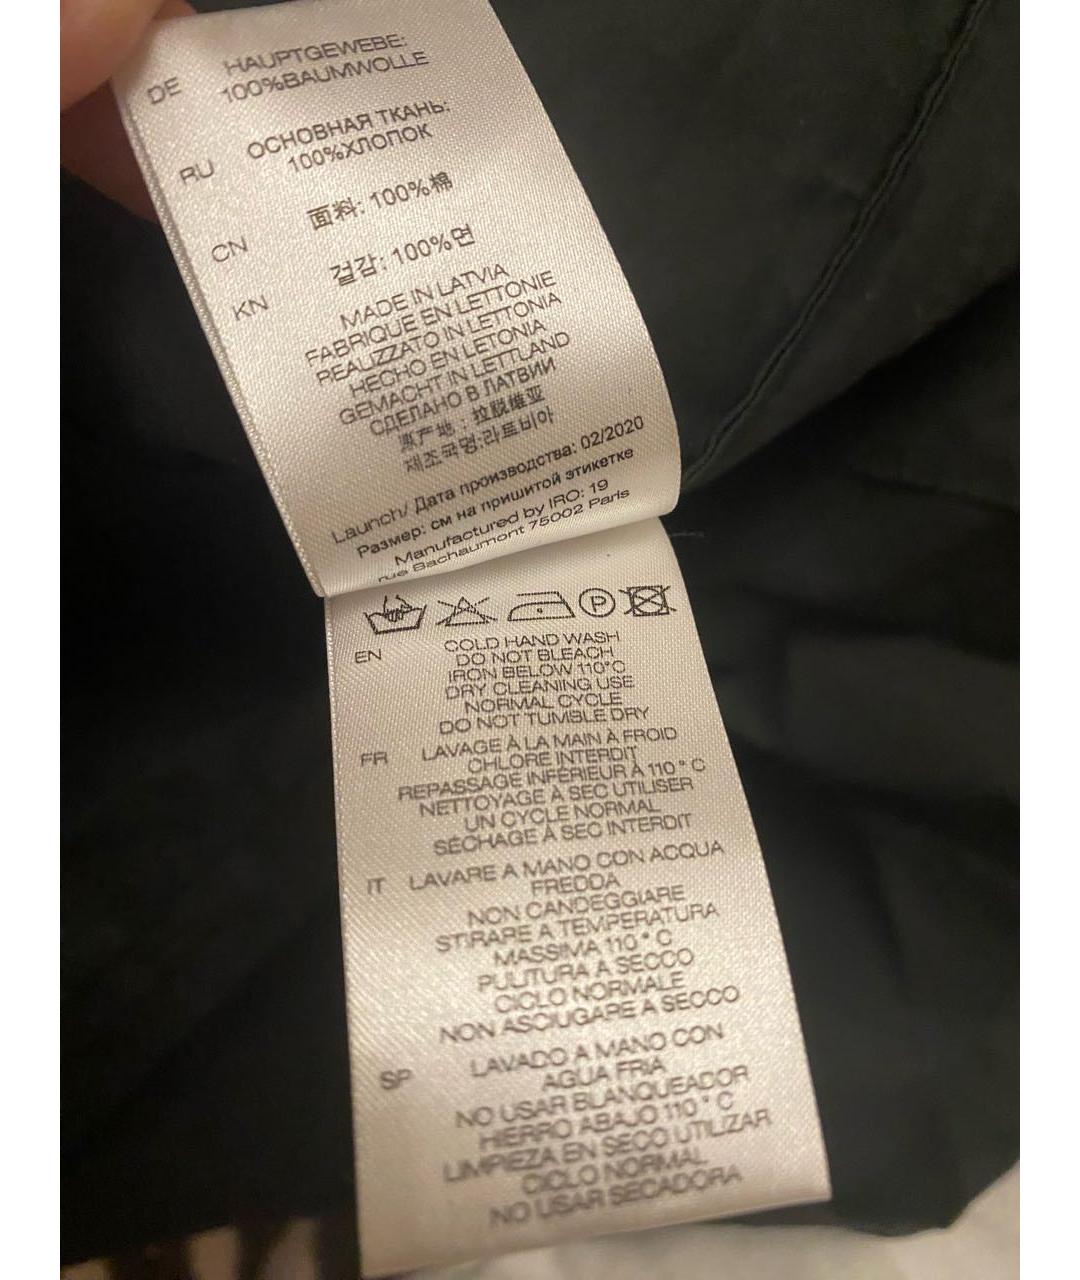 DE HAUPTGEWEBE:
100%BAUMWOLLE
RU ОСНОВНАЯ ТКАНЬ:
100%ХЛОПОК
CN 面料: 100%棉
KN 겉감: 100%면
MADE IN LATVIA
FABRIQUE EN LETTONIE
REALIZZATO IN LETTONIA
HECHO EN LETONIA
GEMACHT IN LETTLAND
СДЕЛАНО В ЛАТВИИ
原产地：拉脱维亚
제조국명:라트비아
Launch/ Дата производства: 02/2020
Размер: см на пришитой этикетке
Manufactured by IRO: 19
rue Bachaumont 75002 Paris
P
EN COLD HAND WASH
DO NOT BLEACH
IRON BELOW 110°C
DRY CLEANING USE
NORMAL CYCLE
DO NOT TUMBLE DRY
FR LAVAGE À LA MAIN À FROID
CHLORE INTERDIT
REPASSAGE INFÉRIEUR À 110 ° C
NETTOYAGE À SEC UTILISER
UN CYCLE NORMAL
SÉCHAGE À SEC INTERDIT
IT LAVARE A MANO CON ACQUA
FREDDA
NON CANDEGGIARE
STIRARE A TEMPERATURA
MASSIMA 110 ° C
PULITURA A SECCO
CICLO NORMALE
NON ASCIUGARE A SECCO
SP LAVADO A MANO CON
AGUA FRIA
NO USAR BLANQUEADOR
HIERRO ABAJO 110 ° C
LIMPIEZA EN SECO UTILIZAR
CICLO NORMAL
NO USAR SECADORA